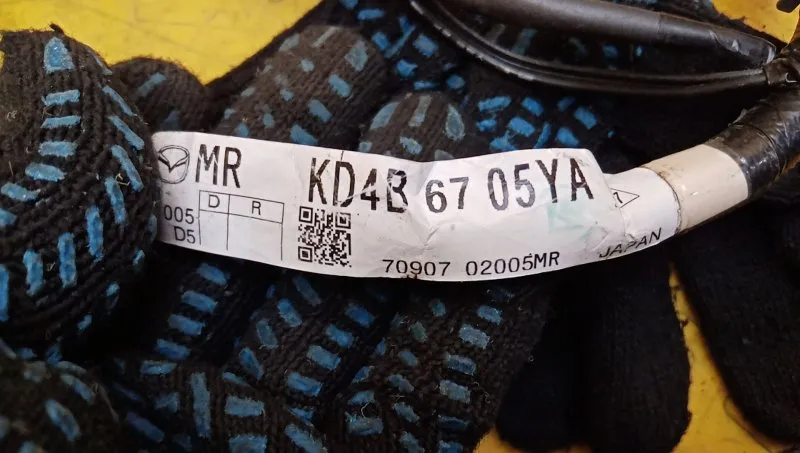 MR KD4B 67 05YA
D R
005
D5
70907 02005MR
JAPAN